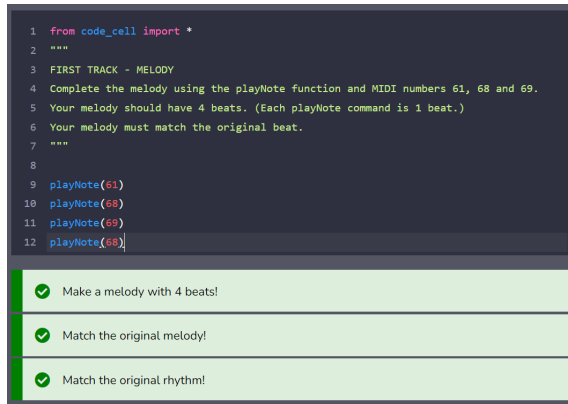 1 from code_cell import *
2 """
3 FIRST TRACK - MELODY
4 Complete the melody using the playNote function and MIDI numbers 61, 68 and 69.
5 Your melody should have 4 beats. (Each playNote command is 1 beat.)
6 Your melody must match the original beat.
7 """
8
9 playNote(61)
10 playNote(68)
11 playNote(69)
12 playNote(68)
Make a melody with 4 beats!
Match the original melody!
Match the original rhythm!